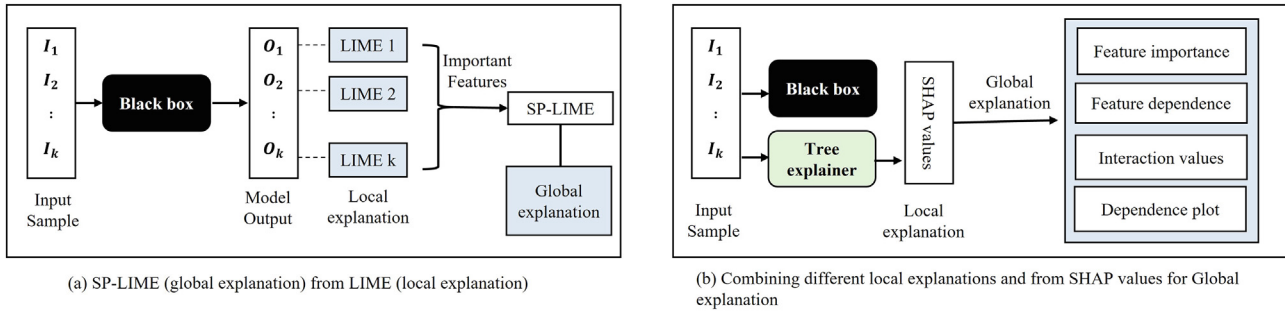 I1
I2
:
Ik
Input
Sample
Black box
O1
O2
:
Ok
Model
Output
LIME 1
LIME 2
LIME k
Local
explanation
Important
Features
SP-LIME
Global
explanation
(a) SP-LIME (global explanation) from LIME (local explanation)
I1
I2
:
Ik
Input
Sample
Black box
Tree
explainer
SHAP values
Local
explanation
Global
explanation
Feature importance
Feature dependence
Interaction values
Dependence plot
(b) Combining different local explanations and from SHAP values for Global
explanation